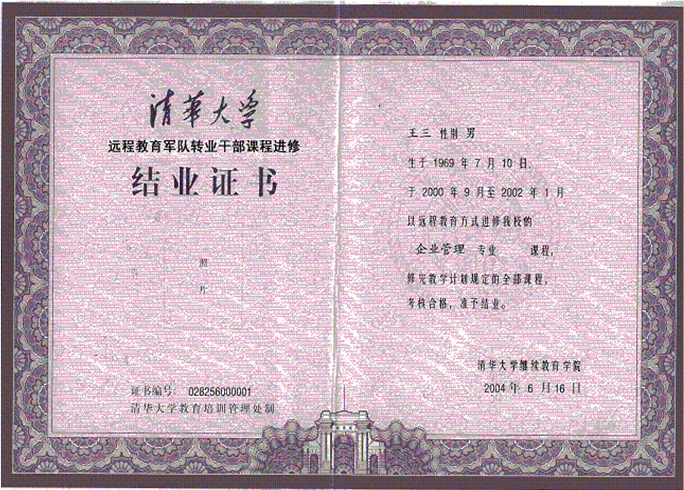 清华大学
远程教育军队转业干部课程进修
结业证书
照
片
证书编号: 028256000001
清华大学教育培训管理处制
王三 性别 男
生于 1969 年 7 月 10 日,
于 2000 年 9 月至 2002 年 1 月
以远程教育方式进修我校的
企业管理 专业 课程,
修完教学计划规定的全部课程,
考核合格,准予结业。
清华大学继续教育学院
2004 年 6 月 16 日